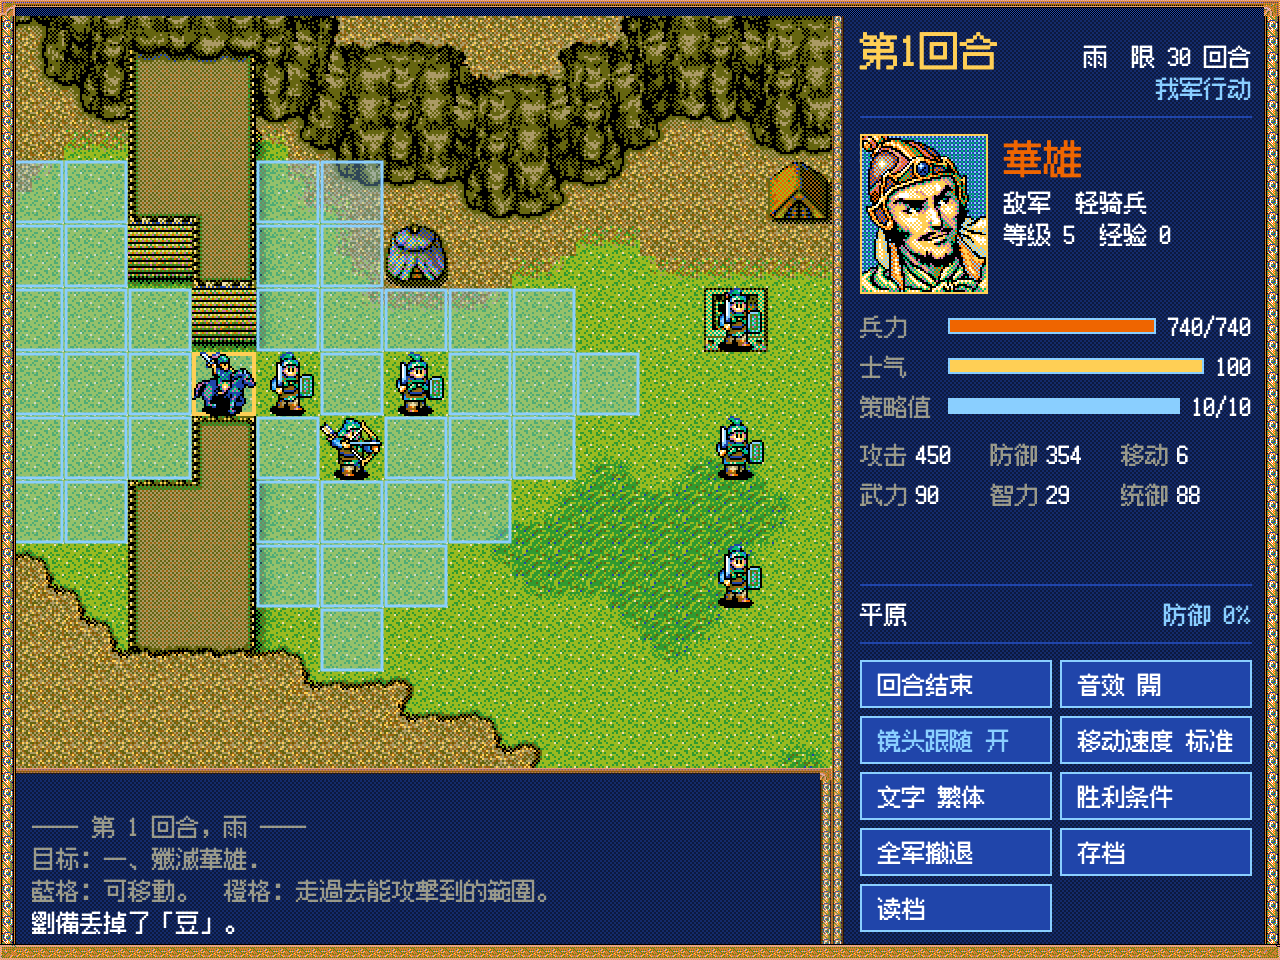 第1回合
雨 限 30 回合
我军行动
華雄
敌军 轻骑兵
等级 5 经验 0
兵力 740/740
士气 100
策略值 10/10
攻击 450 防御 354 移动 6
武力 90 智力 29 统御 88
平原 防御 0%
回合结束 音效 開
镜头跟随 开 移动速度 标准
文字 繁体 胜利条件
全军撤退 存档
读档
—— 第 1 回合，雨 ——
目标：一、殲滅華雄．
藍格：可移動。 橙格：走過去能攻擊到的範圍。
劉備丟掉了「豆」。